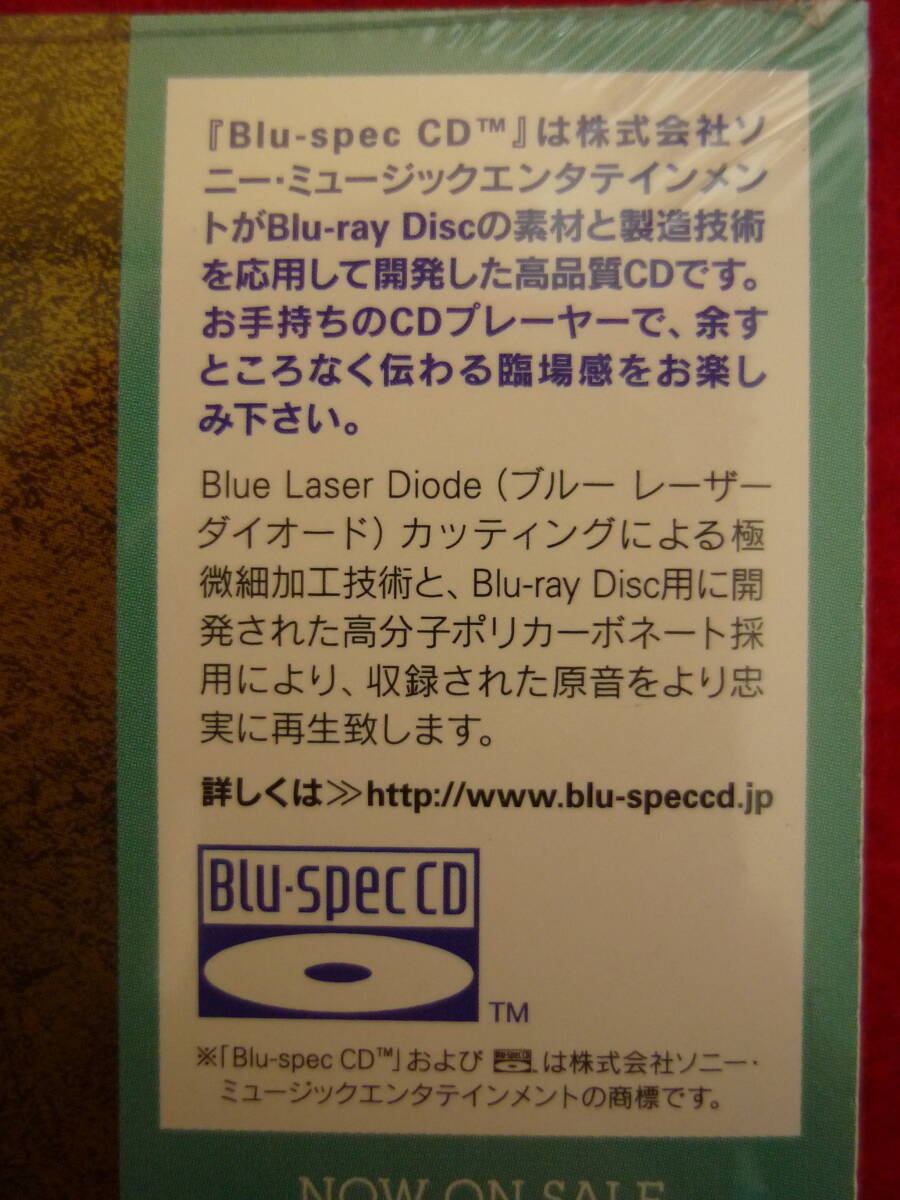 『Blu-spec CD™』は株式会社ソ
ニー・ミュージックエンタテインメン
トがBlu-ray Discの素材と製造技術
を応用して開発した高品質CDです。
お手持ちのCDプレーヤーで、余す
ところなく伝わる臨場感をお楽し
み下さい。
Blue Laser Diode（ブルー レーザー
ダイオード）カッティングによる極
微細加工技術と、Blu-ray Disc用に開
発された高分子ポリカーボネート採
用により、収録された原音をより忠
実に再生致します。
詳しくは≫http://www.blu-speccd.jp
Blu-spec CD
TM
※「Blu-spec CD™」および Blu-spec CD は株式会社ソニー・
ミュージックエンタテインメントの商標です。
NOW ON SALE